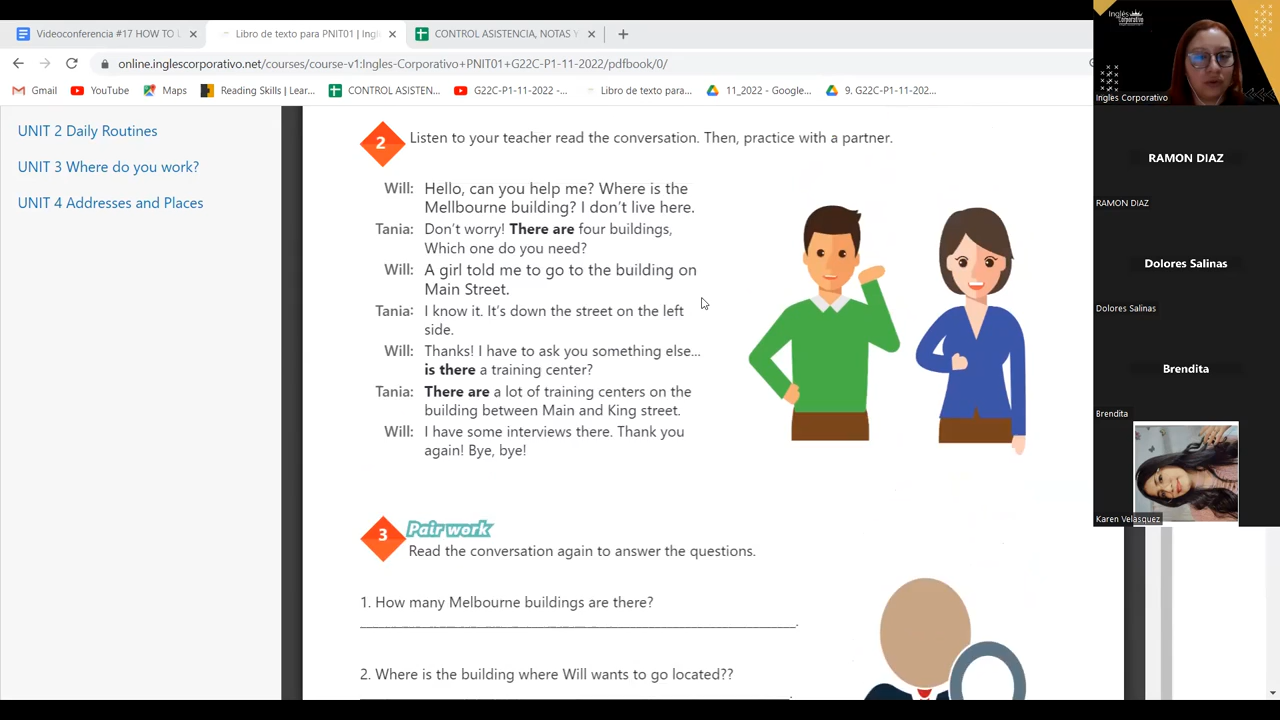 Videoconferencia #17 HOW TO L
Libro de texto para PNIT01 | Ingl
CONTROL ASISTENCIA, NOTAS Y
online.inglescorporativo.net/courses/course-v1:Ingles-Corporativo+PNIT01+G22C-P1-11-2022/pdfbook/0/
Gmail
YouTube
Maps
Reading Skills | Lear...
CONTROL ASISTEN...
G22C-P1-11-2022 -...
Libro de texto para...
11_2022 - Google...
9. G22C-P1-11-202...
UNIT 2 Daily Routines
UNIT 3 Where do you work?
UNIT 4 Addresses and Places
2
Listen to your teacher read the conversation. Then, practice with a partner.
Will: Hello, can you help me? Where is the
Mellbourne building? I don't live here.
Tania: Don't worry! There are four buildings,
Which one do you need?
Will: A girl told me to go to the building on
Main Street.
Tania: I know it. It's down the street on the left
side.
Will: Thanks! I have to ask you something else...
is there a training center?
Tania: There are a lot of training centers on the
building between Main and King street.
Will: I have some interviews there. Thank you
again! Bye, bye!
3
Pair work
Read the conversation again to answer the questions.
1. How many Melbourne buildings are there?
2. Where is the building where Will wants to go located??
Inglés
Corporativo
Ingles Corporativo
RAMON DIAZ
RAMON DIAZ
Dolores Salinas
Dolores Salinas
Brendita
Brendita
Karen Velasquez